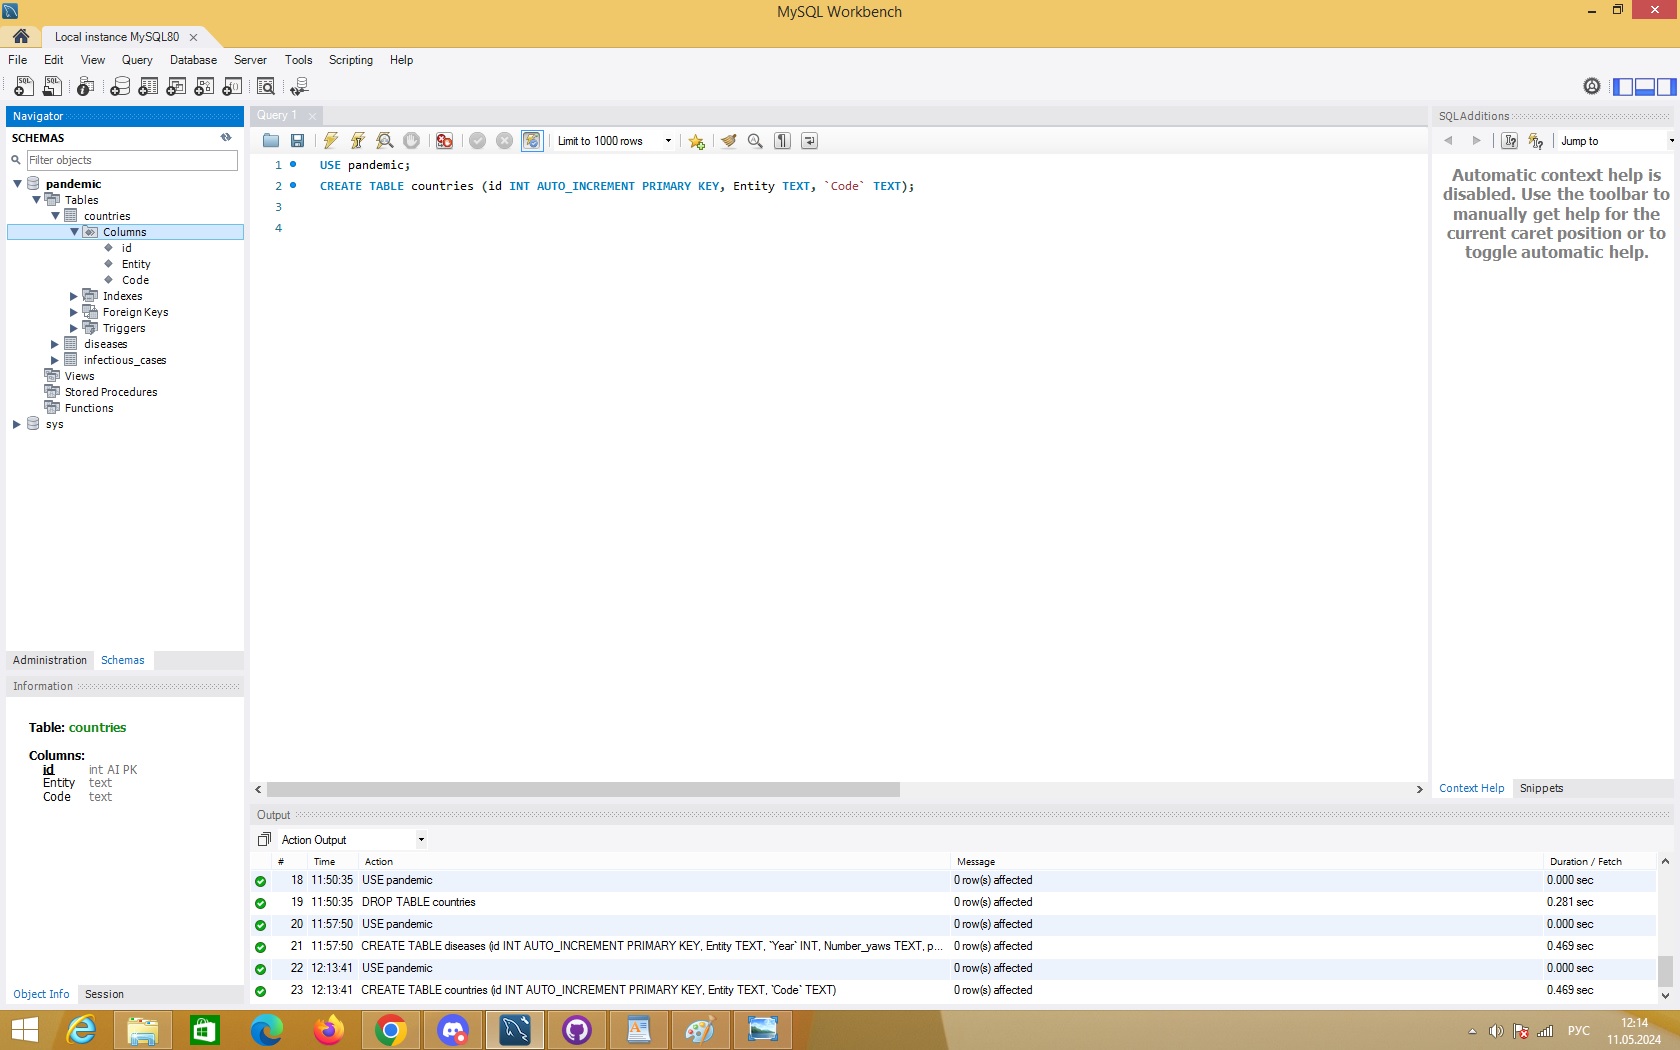 MySQL Workbench
Local instance MySQL80
File Edit View Query Database Server Tools Scripting Help
Navigator
SCHEMAS
Filter objects
pandemic
Tables
countries
Columns
id
Entity
Code
Indexes
Foreign Keys
Triggers
diseases
infectious_cases
Views
Stored Procedures
Functions
sys
Administration Schemas
Information
Table: countries
Columns:
id int AI PK
Entity text
Code text
Object Info Session
Query 1
Limit to 1000 rows
1 USE pandemic;
2 CREATE TABLE countries (id INT AUTO_INCREMENT PRIMARY KEY, Entity TEXT, `Code` TEXT);
3
4
SQLAdditions
Jump to
Automatic context help is
disabled. Use the toolbar to
manually get help for the
current caret position or to
toggle automatic help.
Context Help Snippets
Output
Action Output
# Time Action Message Duration / Fetch
18 11:50:35 USE pandemic 0 row(s) affected 0.000 sec
19 11:50:35 DROP TABLE countries 0 row(s) affected 0.281 sec
20 11:57:50 USE pandemic 0 row(s) affected 0.000 sec
21 11:57:50 CREATE TABLE diseases (id INT AUTO_INCREMENT PRIMARY KEY, Entity TEXT, `Year` INT, Number_yaws TEXT, p... 0 row(s) affected 0.469 sec
22 12:13:41 USE pandemic 0 row(s) affected 0.000 sec
23 12:13:41 CREATE TABLE countries (id INT AUTO_INCREMENT PRIMARY KEY, Entity TEXT, `Code` TEXT) 0 row(s) affected 0.469 sec
РУС
12:14
11.05.2024